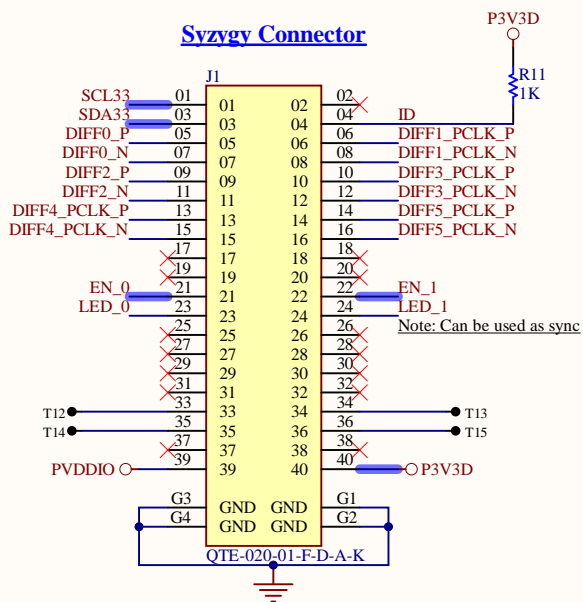 Syzygy Connector
P3V3D
R11
1K
J1
SCL33 01 01 02 02
SDA33 03 03 04 04 ID
DIFF0_P 05 05 06 06 DIFF1_PCLK_P
DIFF0_N 07 07 08 08 DIFF1_PCLK_N
DIFF2_P 09 09 10 10 DIFF3_PCLK_P
DIFF2_N 11 11 12 12 DIFF3_PCLK_N
DIFF4_PCLK_P 13 13 14 14 DIFF5_PCLK_P
DIFF4_PCLK_N 15 15 16 16 DIFF5_PCLK_N
17 17 18 18
19 19 20 20
EN_0 21 21 22 22 EN_1
LED_0 23 23 24 24 LED_1
Note: Can be used as sync
25 25 26 26
27 27 28 28
29 29 30 30
31 31 32 32
T12 33 33 34 34 T13
T14 35 35 36 36 T15
37 37 38 38
PVDDIO 39 39 40 40 P3V3D
G3 GND GND G1
G4 GND GND G2
QTE-020-01-F-D-A-K